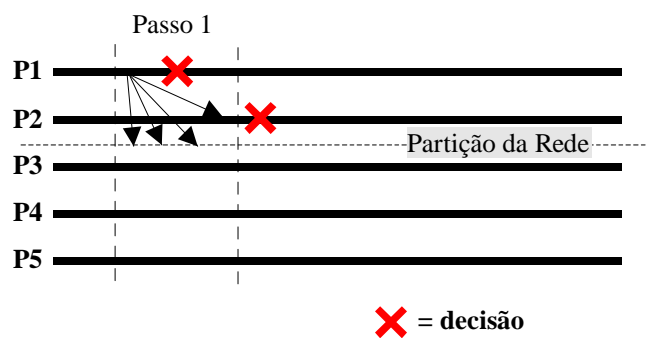 Passo 1
P1
P2
Partição da Rede
P3
P4
P5
= decisão